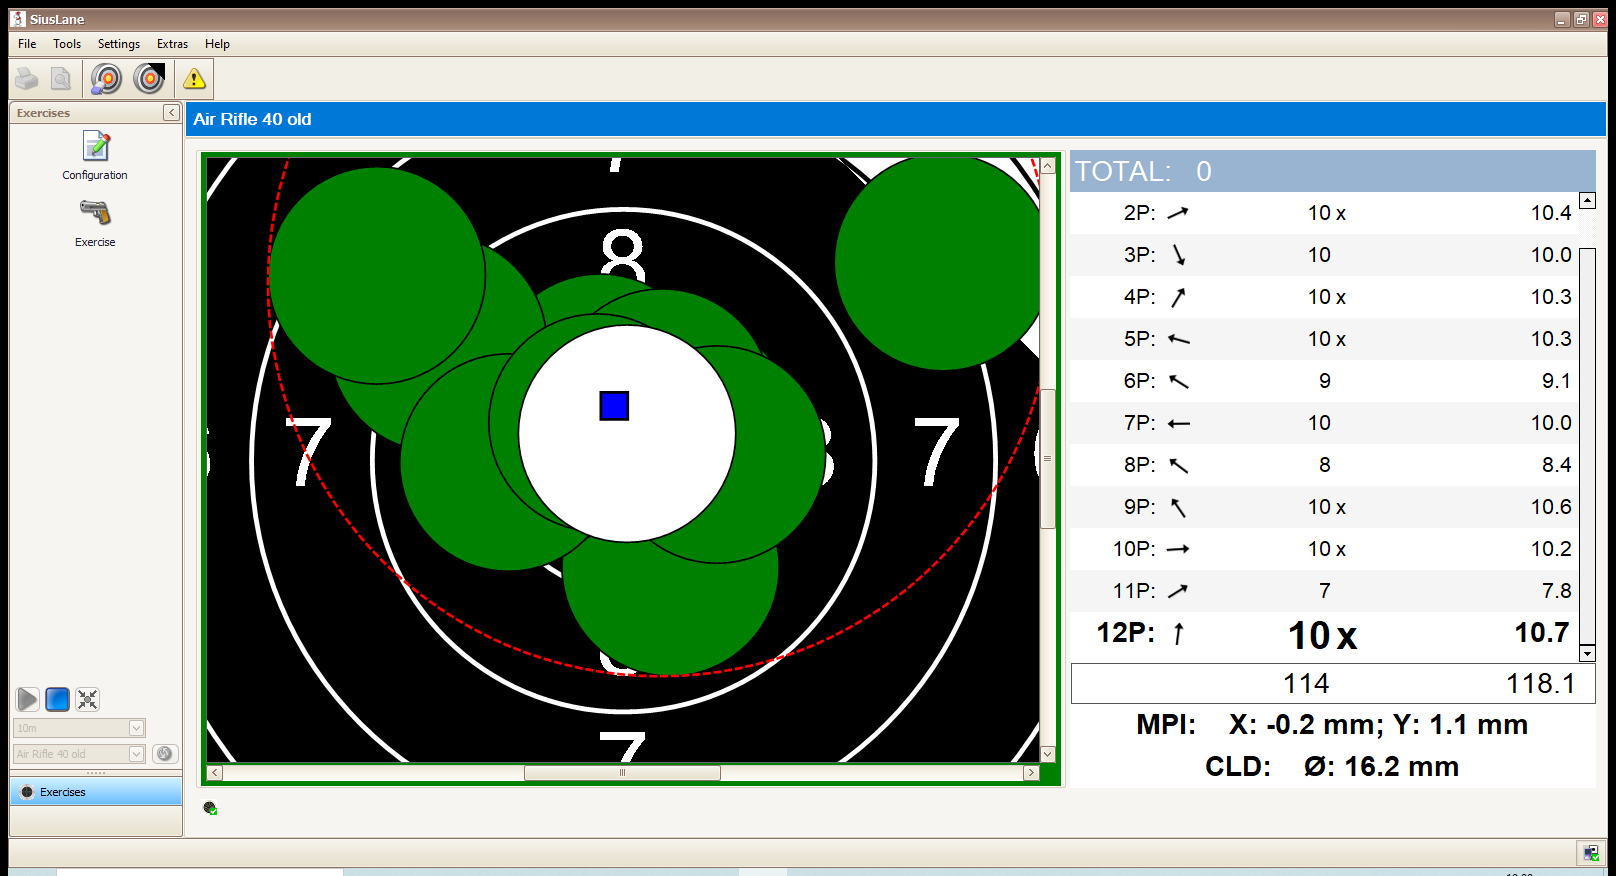 SiusLane
File Tools Settings Extras Help
Exercises
Configuration
Exercise
10m
Air Rifle 40 old
Exercises
Air Rifle 40 old
7
8
7
8
7
7
TOTAL: 0
2P: 10 x 10.4
3P: 10 10.0
4P: 10 x 10.3
5P: 10 x 10.3
6P: 9 9.1
7P: 10 10.0
8P: 8 8.4
9P: 10 x 10.6
10P: 10 x 10.2
11P: 7 7.8
12P: 10 x 10.7
114 118.1
MPI: X: -0.2 mm; Y: 1.1 mm
CLD: Ø: 16.2 mm